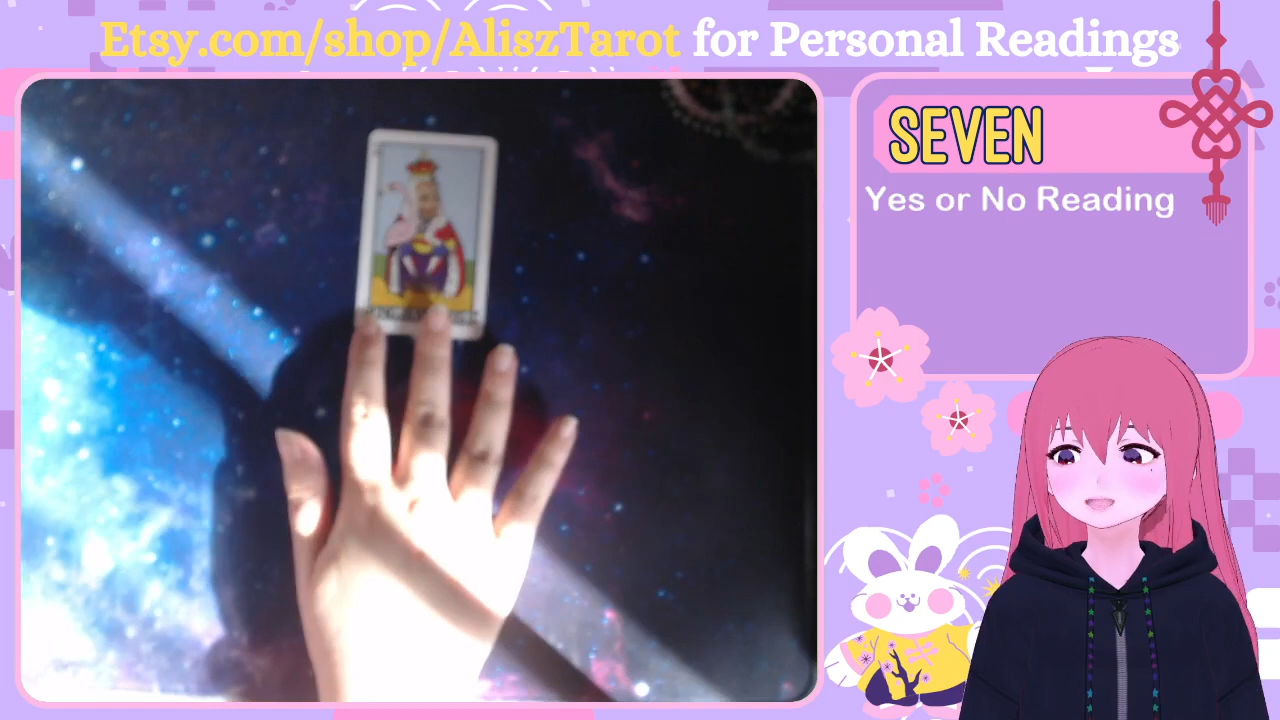 Etsy.com/shop/AliszTarot for Personal Readings
SEVEN
Yes or No Reading